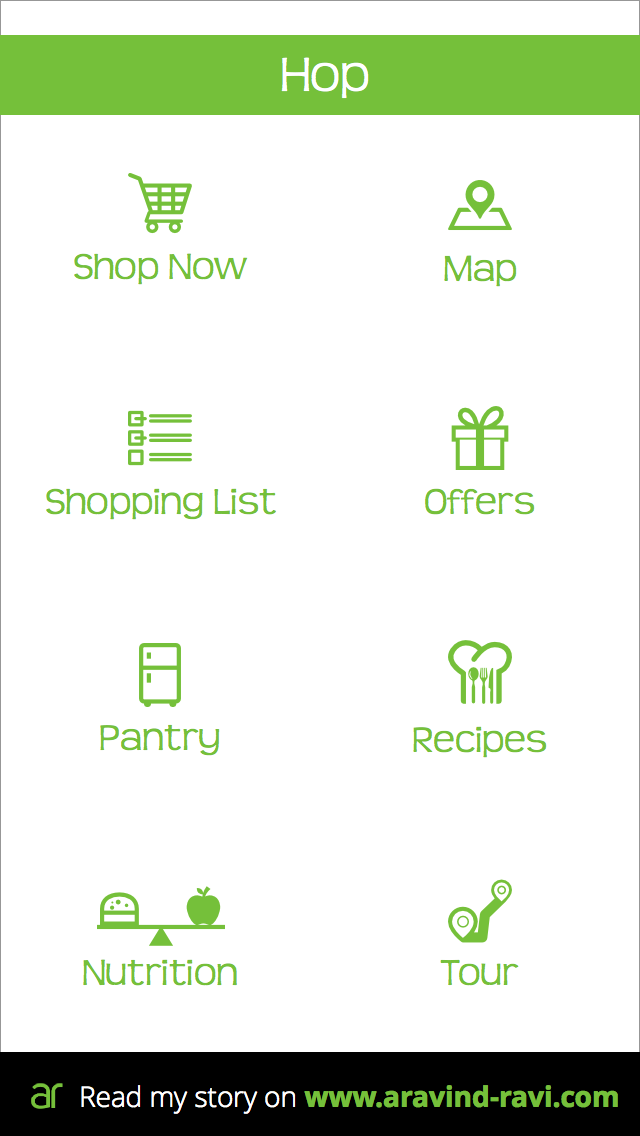 Hop
Shop Now
Map
Shopping List
Offers
Pantry
Recipes
Nutrition
Tour
ar Read my story on www.aravind-ravi.com